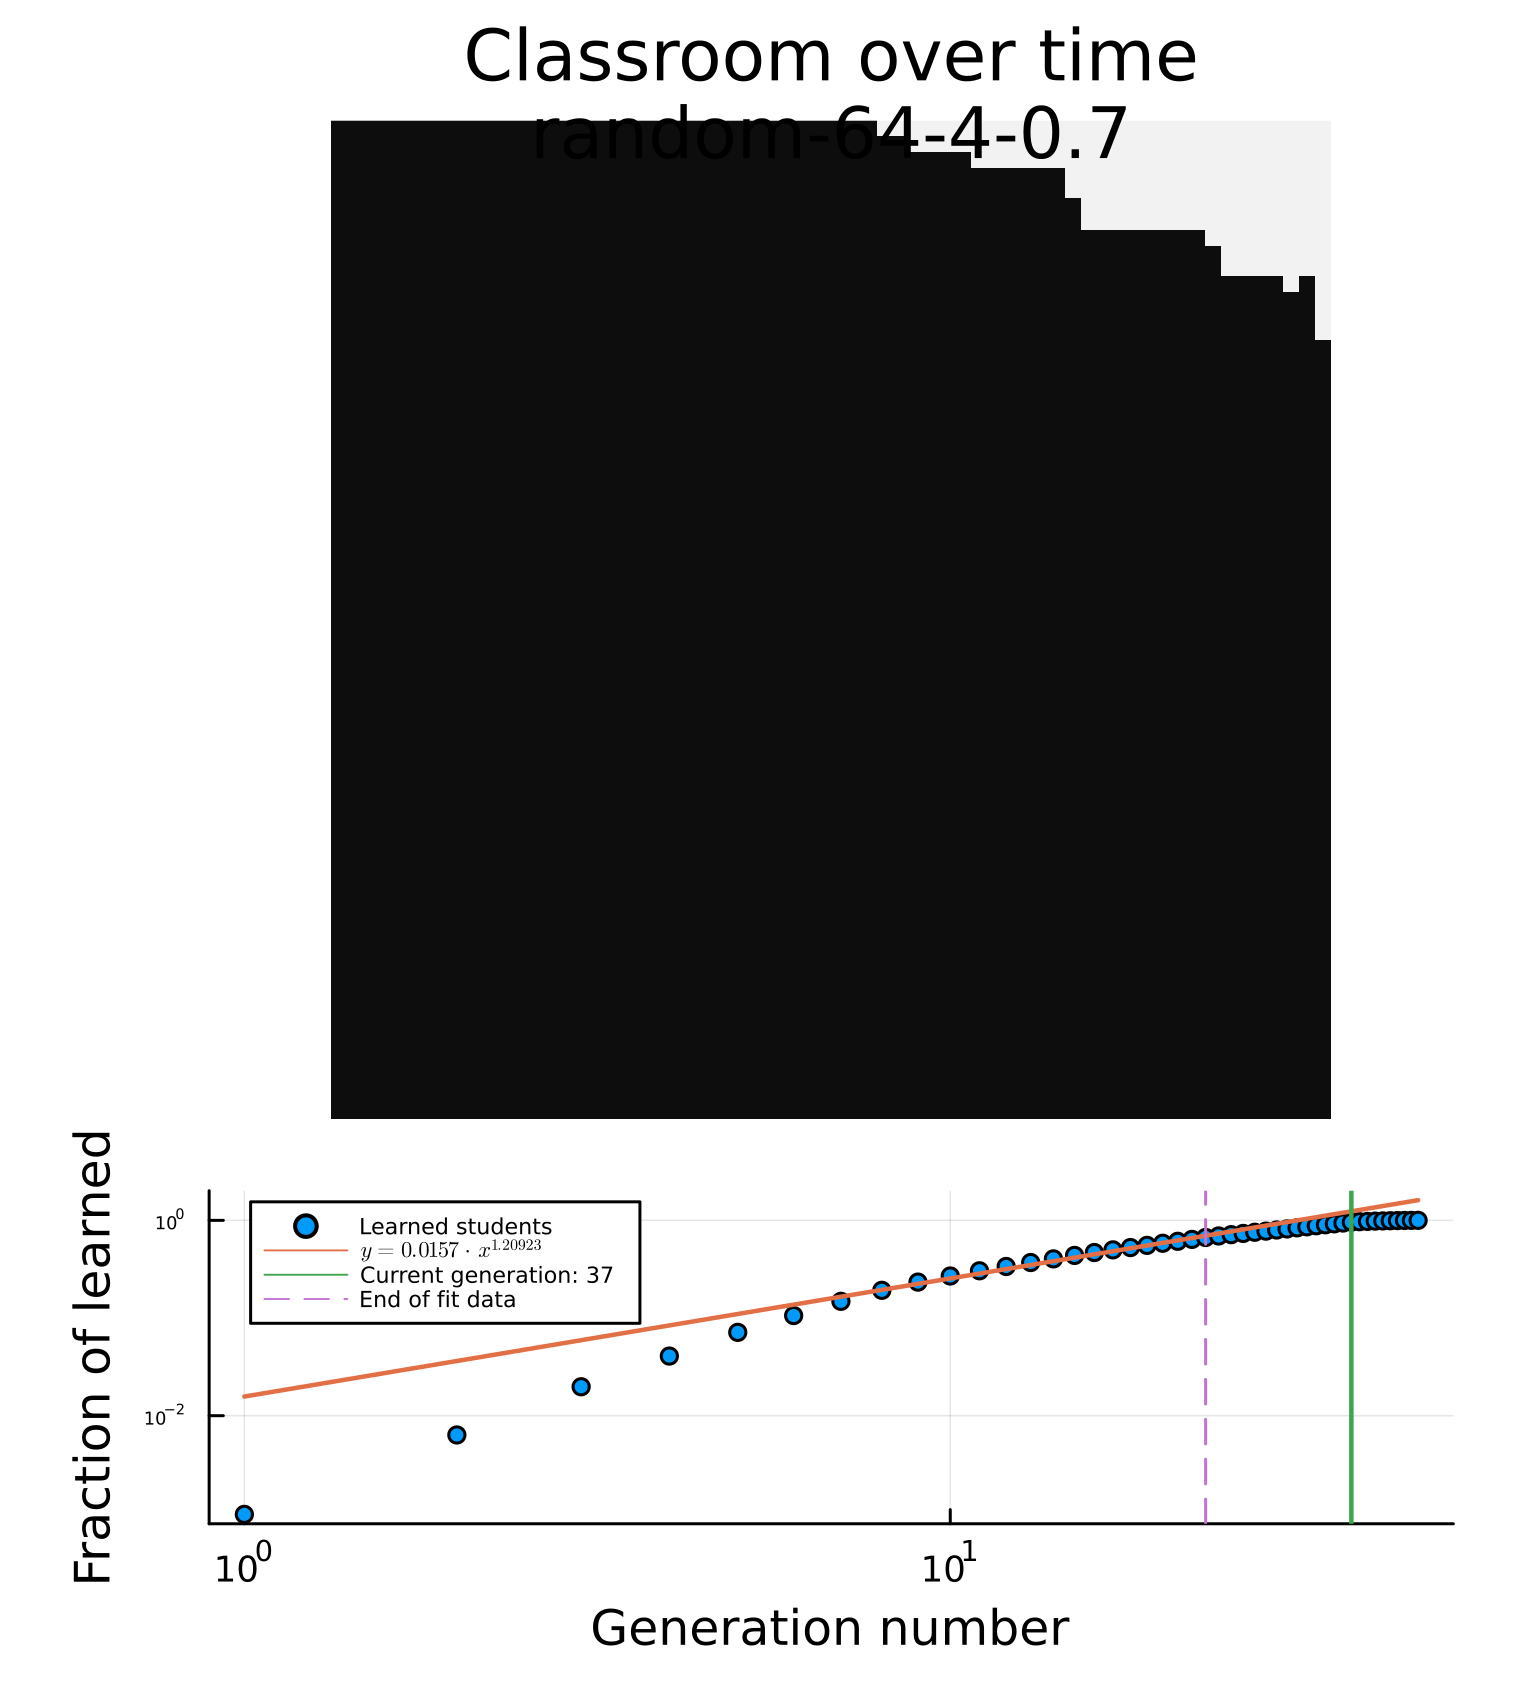 Classroom over time
random-64-4-0.7
Fraction of learned
10^0
10^-2
Learned students
y = 0.0157 · x^1.20923
Current generation: 37
End of fit data
10^0
10^1
Generation number